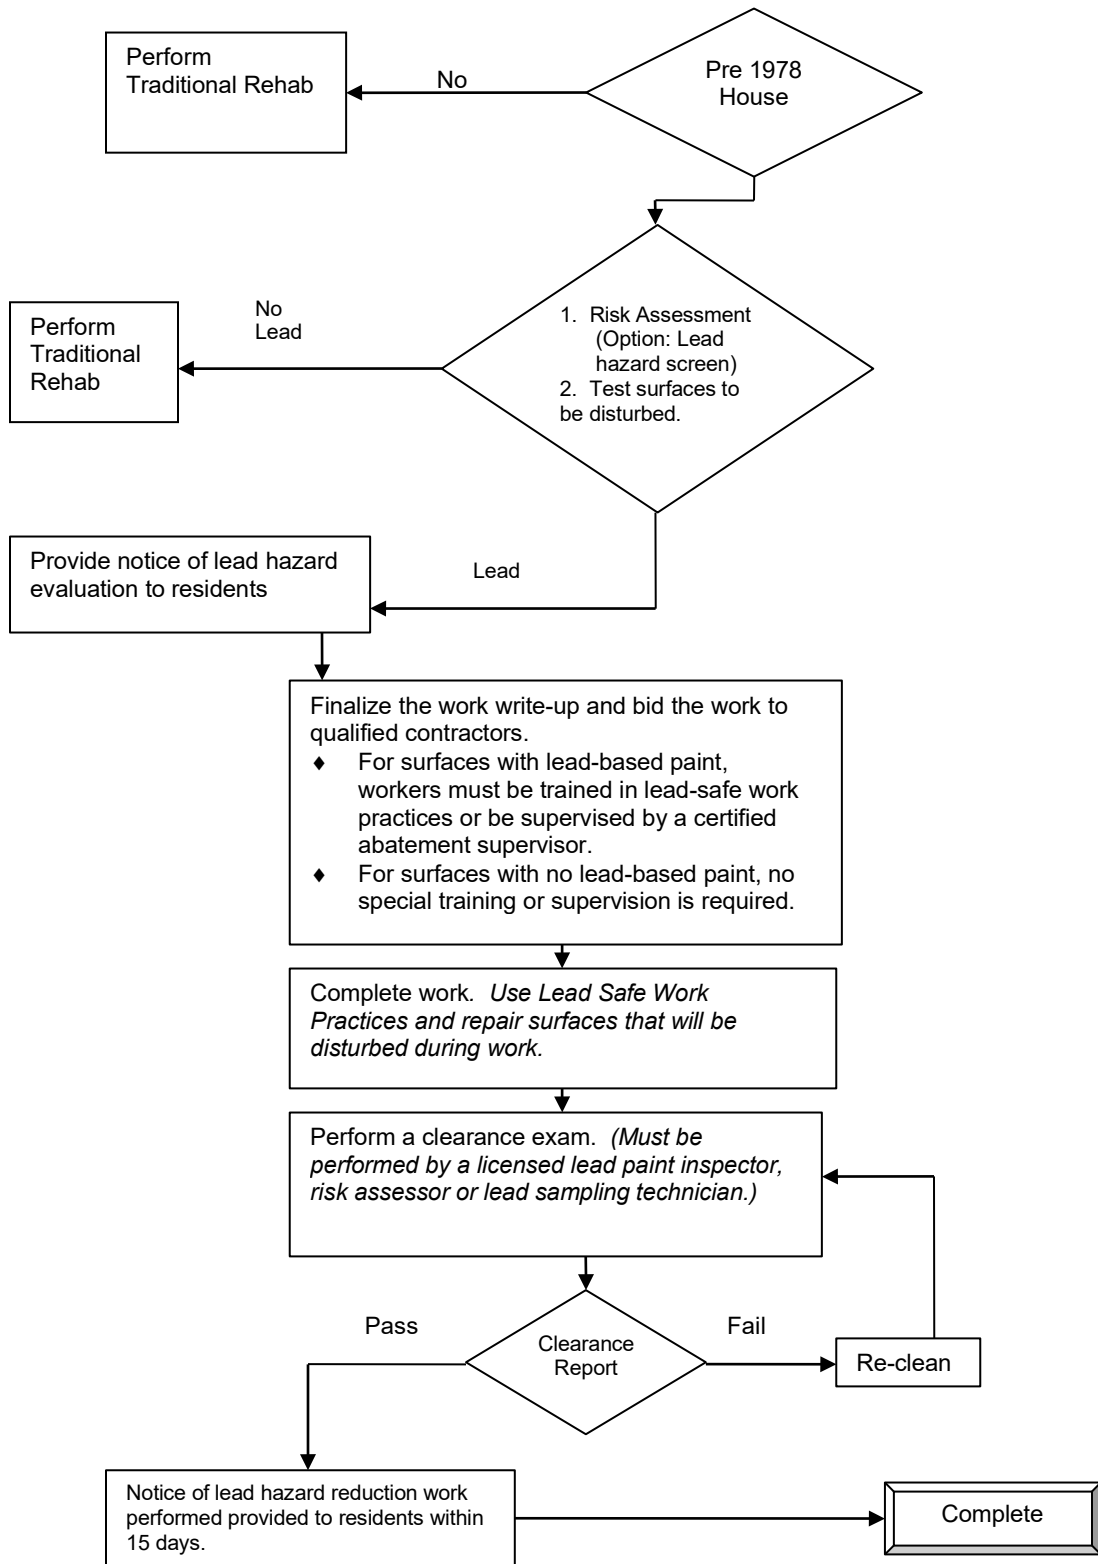 Pre 1978
House
No
Perform
Traditional Rehab
1. Risk Assessment
(Option: Lead
hazard screen)
2. Test surfaces to
be disturbed.
No
Lead
Perform
Traditional
Rehab
Lead
Provide notice of lead hazard
evaluation to residents
Finalize the work write-up and bid the work to
qualified contractors.
♦ For surfaces with lead-based paint,
workers must be trained in lead-safe work
practices or be supervised by a certified
abatement supervisor.
♦ For surfaces with no lead-based paint, no
special training or supervision is required.
Complete work. Use Lead Safe Work
Practices and repair surfaces that will be
disturbed during work.
Perform a clearance exam. (Must be
performed by a licensed lead paint inspector,
risk assessor or lead sampling technician.)
Clearance
Report
Pass
Fail
Re-clean
Notice of lead hazard reduction work
performed provided to residents within
15 days.
Complete